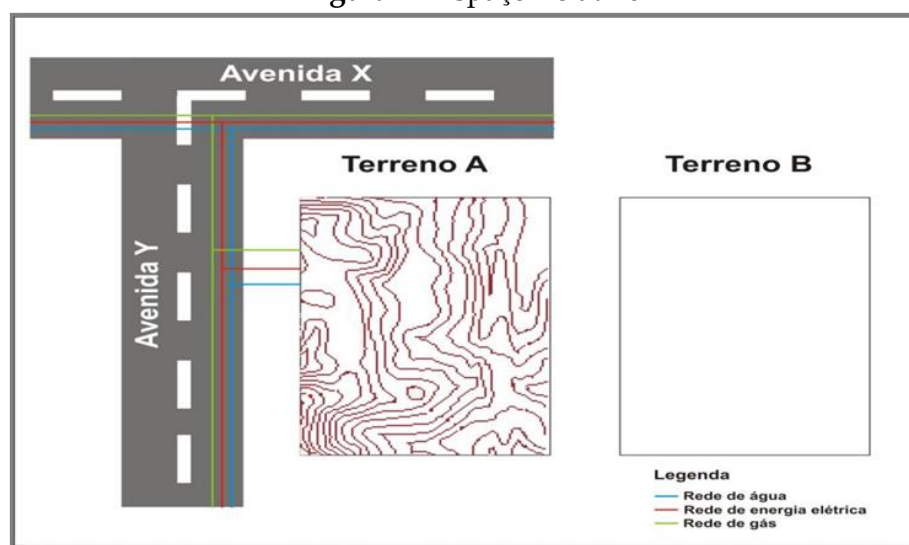 Avenida X
Terreno A
Terreno B
Avenida Y
Legenda
Rede de água
Rede de energia elétrica
Rede de gás